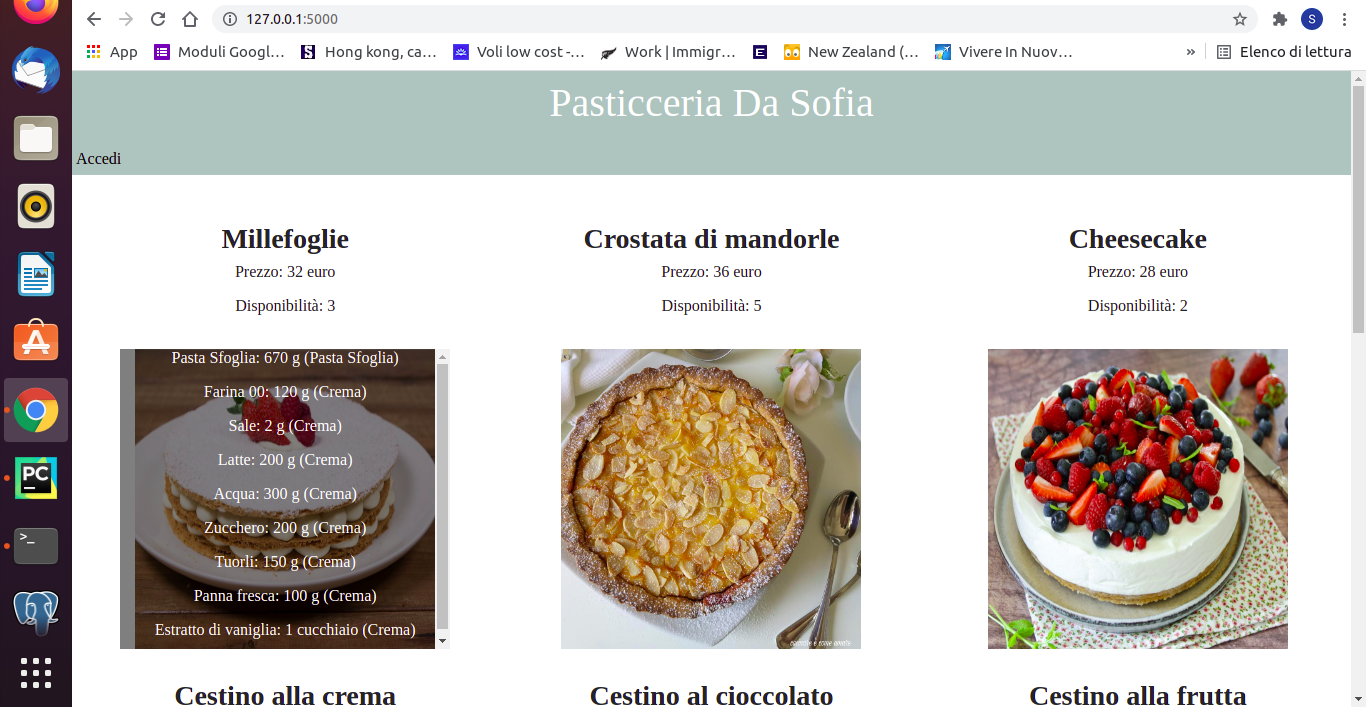 127.0.0.1:5000
App
Moduli Googl...
Hong kong, ca...
Voli low cost -...
Work | Immigr...
New Zealand (...
Vivere In Nuov...
»
Elenco di lettura
S
Pasticceria Da Sofia
Accedi
Millefoglie
Prezzo: 32 euro
Disponibilità: 3
Crostata di mandorle
Prezzo: 36 euro
Disponibilità: 5
Cheesecake
Prezzo: 28 euro
Disponibilità: 2
Pasta Sfoglia: 670 g (Pasta Sfoglia)
Farina 00: 120 g (Crema)
Sale: 2 g (Crema)
Latte: 200 g (Crema)
Acqua: 300 g (Crema)
Zucchero: 200 g (Crema)
Tuorli: 150 g (Crema)
Panna fresca: 100 g (Crema)
Estratto di vaniglia: 1 cucchiaio (Crema)
Cestino alla crema
Cestino al cioccolato
Cestino alla frutta
PC
>_